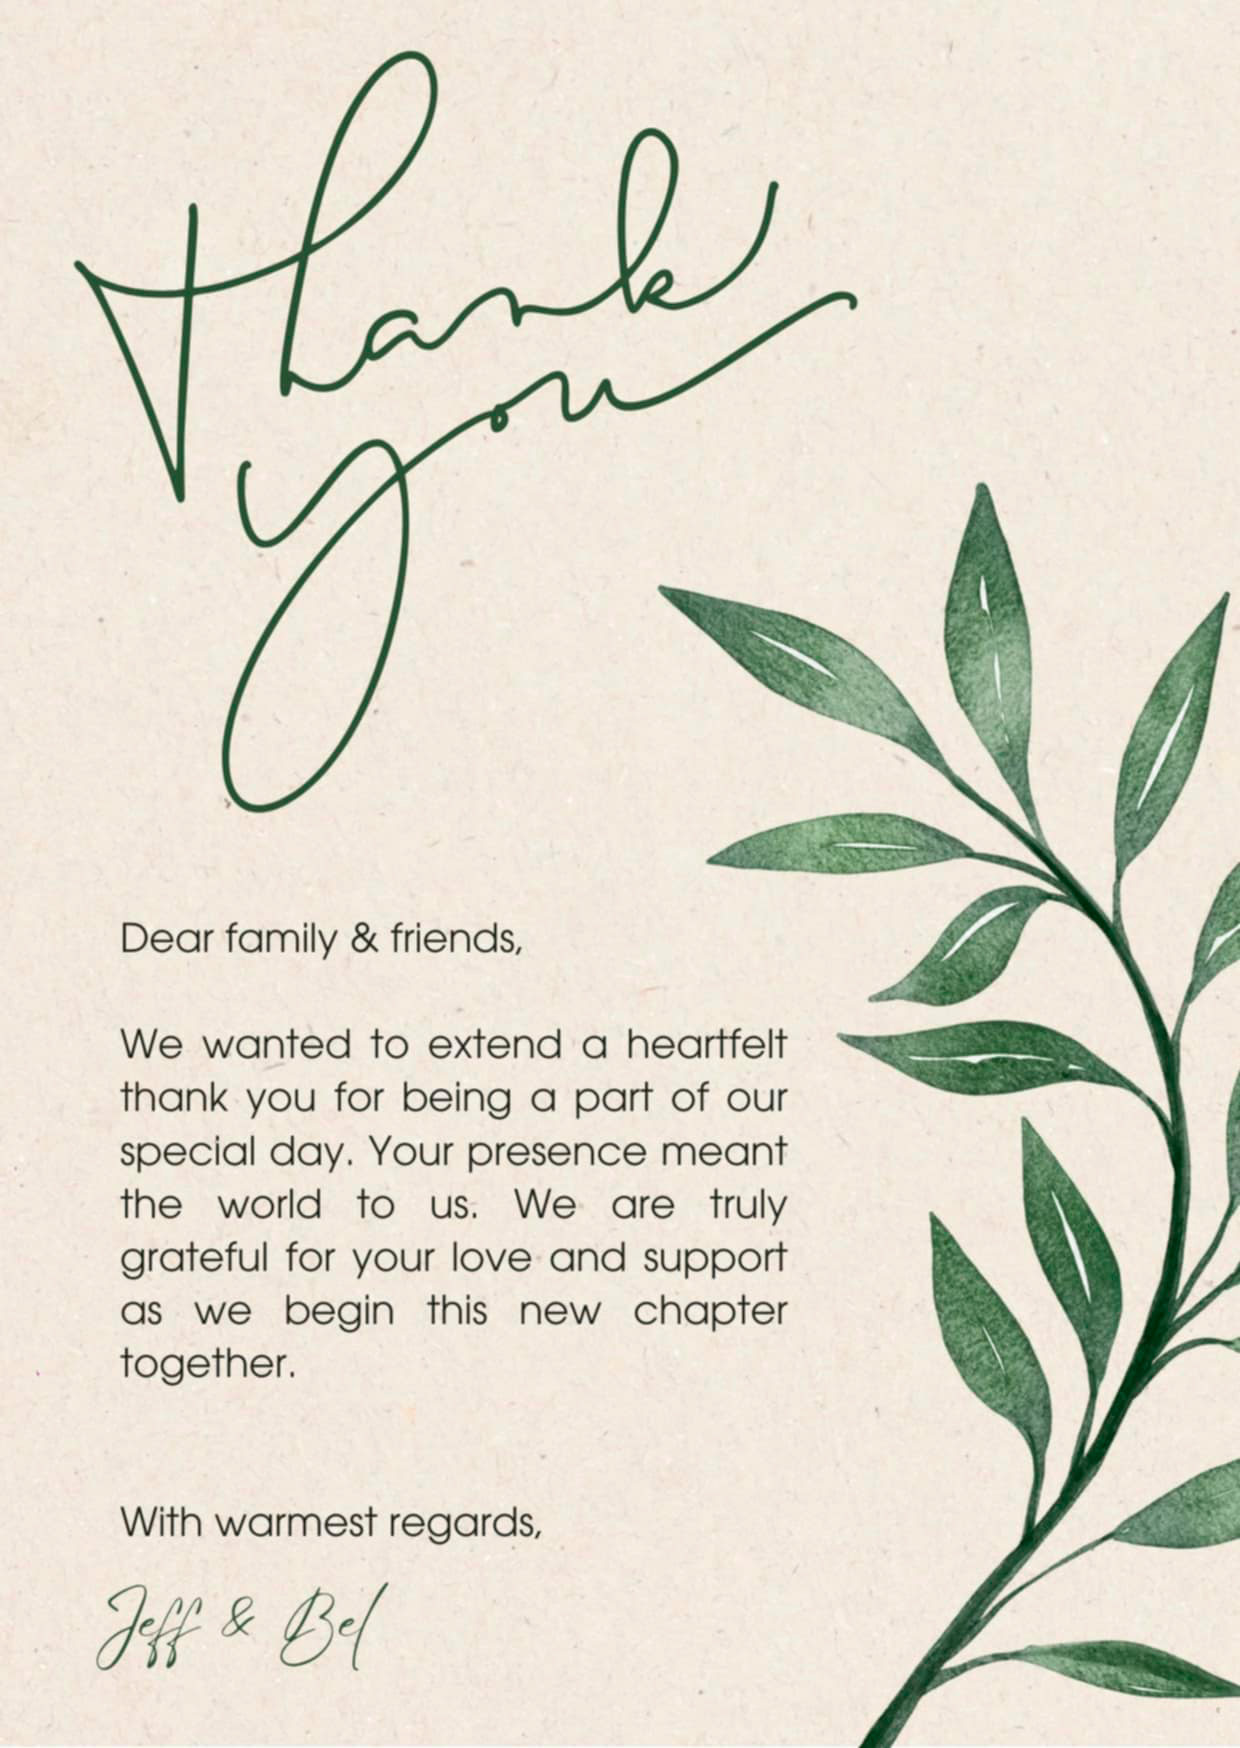 Thank
you
Dear family & friends,
We wanted to extend a heartfelt
thank you for being a part of our
special day. Your presence meant
the world to us. We are truly
grateful for your love and support
as we begin this new chapter
together.
With warmest regards,
Jeff & Bel